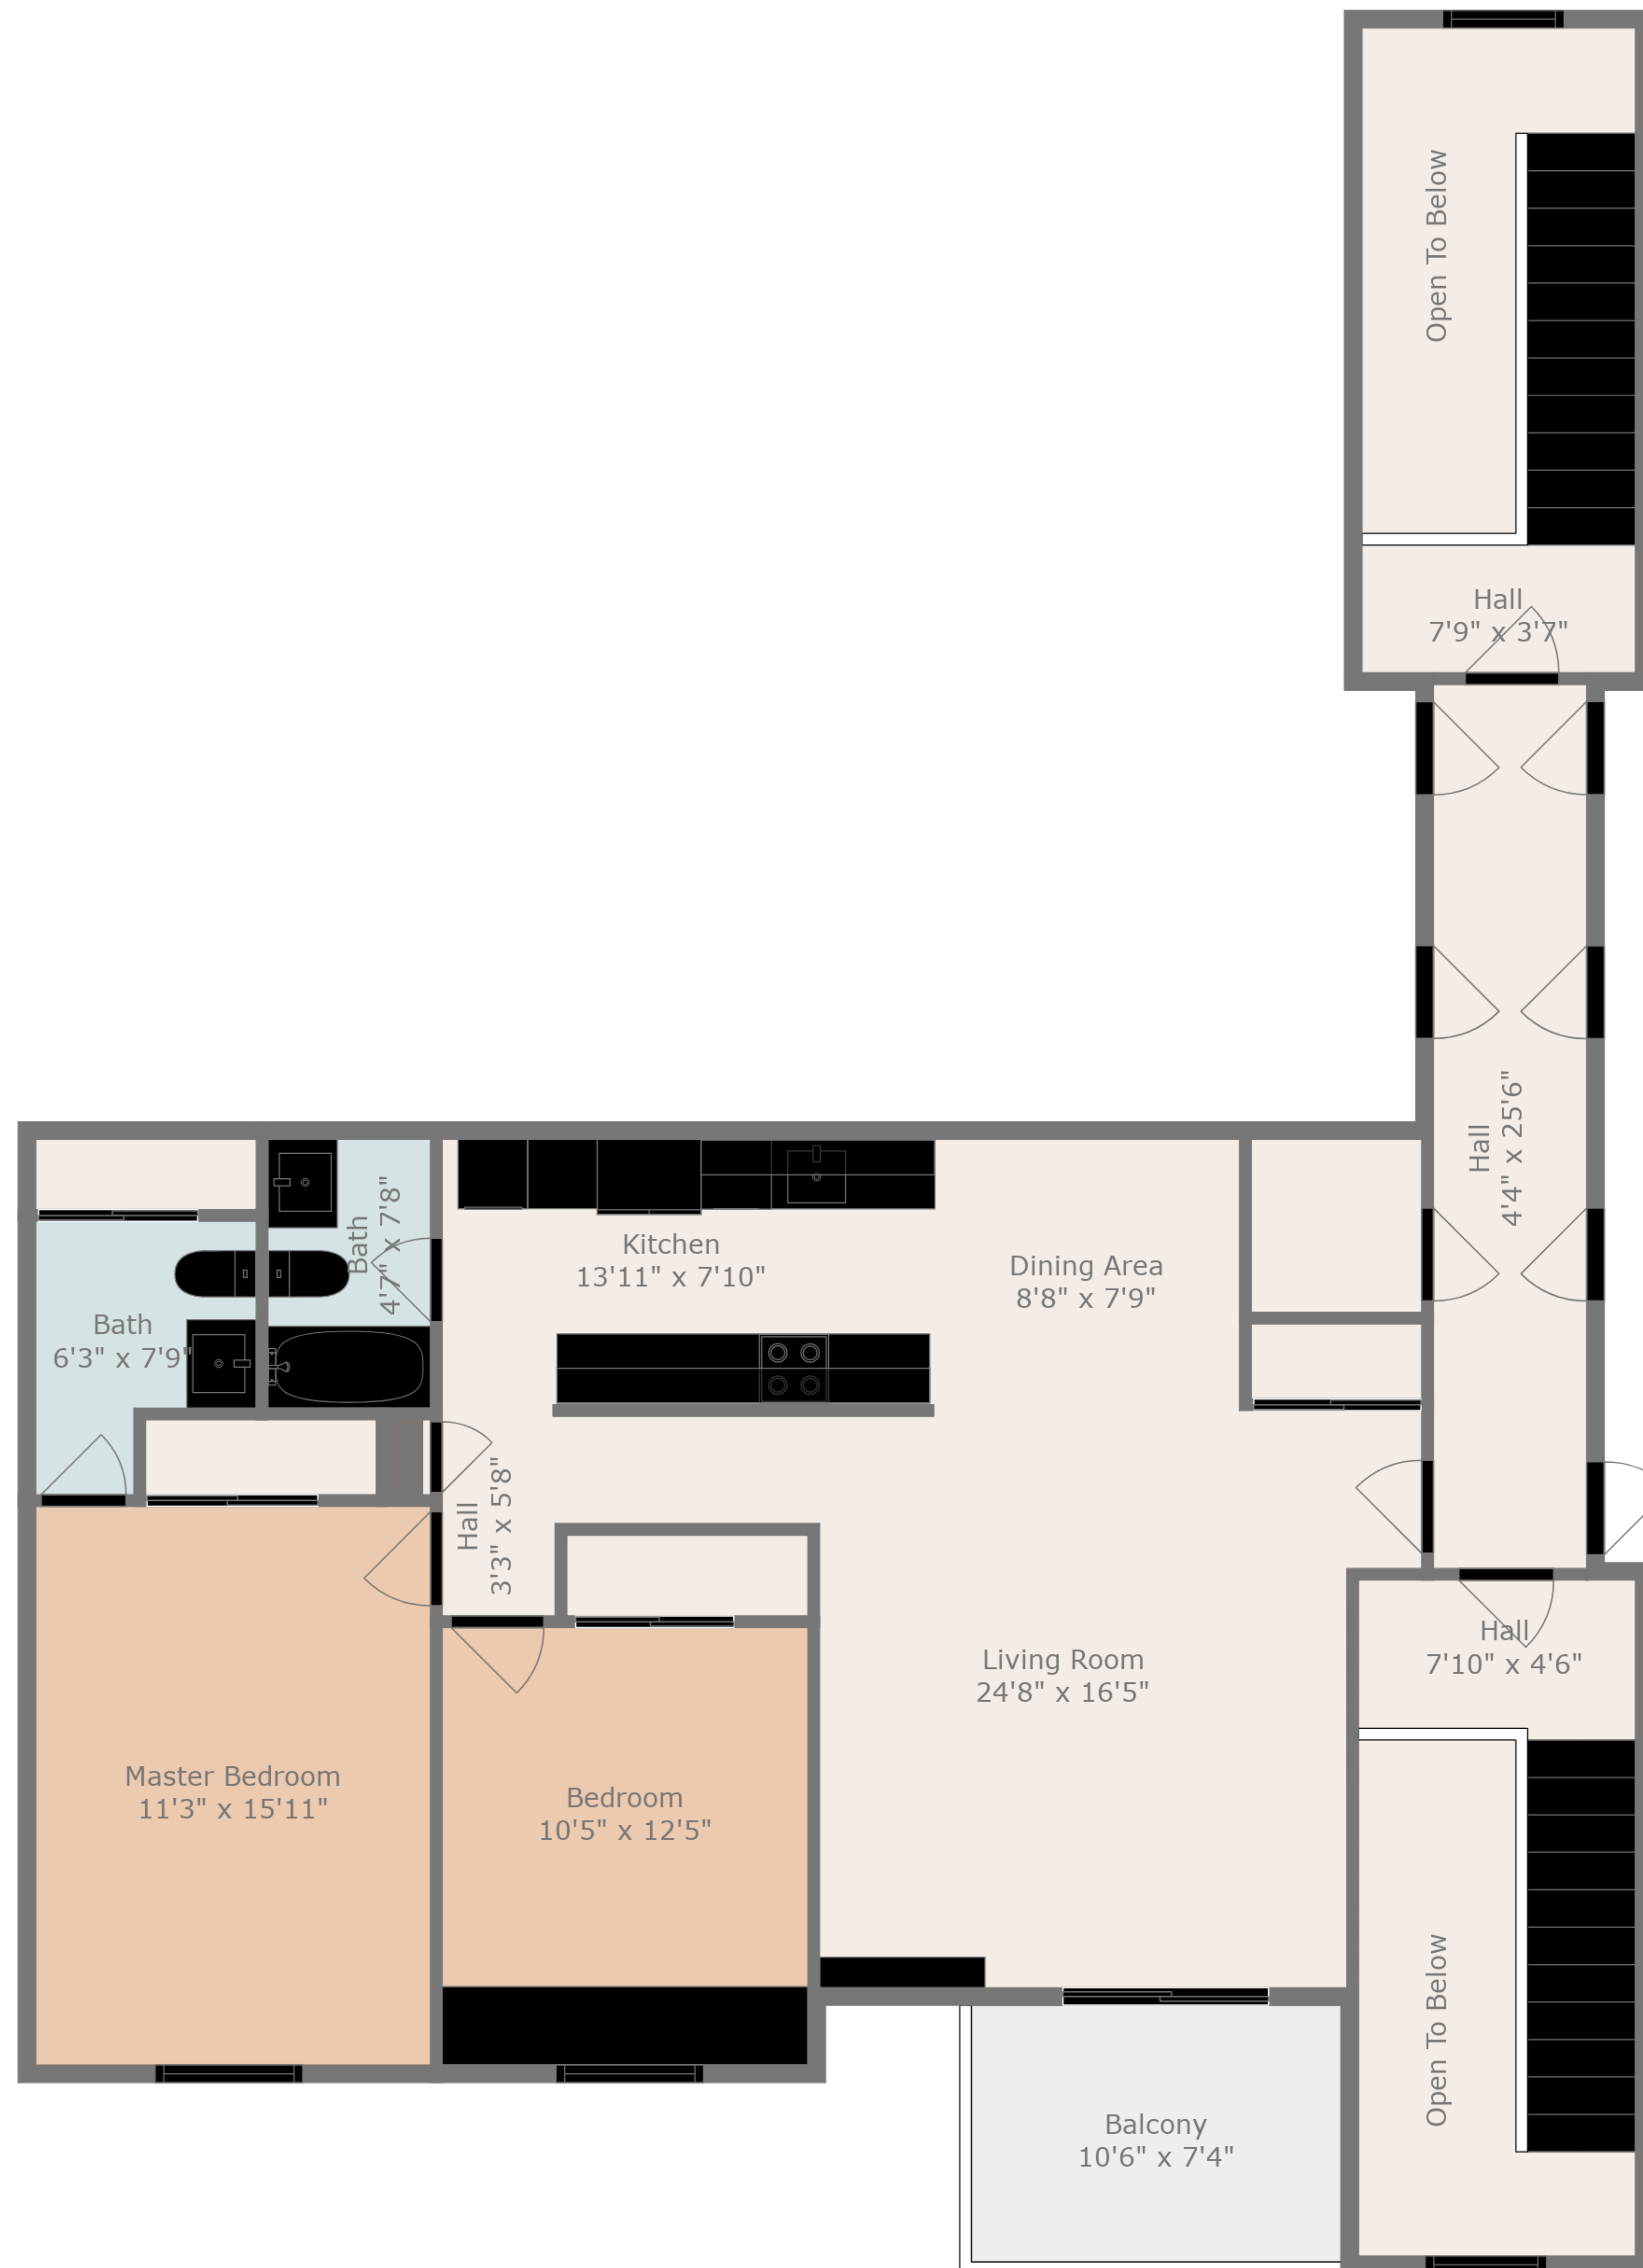 Open To Below
Hall
7'9" x 3'7"
Hall
4'4" x 25'6"
Bath
4'7" x 7'8"
Kitchen
13'11" x 7'10"
Dining Area
8'8" x 7'9"
Bath
6'3" x 7'9"
Hall
3'3" x 5'8"
Hall
7'10" x 4'6"
Living Room
24'8" x 16'5"
Master Bedroom
11'3" x 15'11"
Bedroom
10'5" x 12'5"
Open To Below
Balcony
10'6" x 7'4"